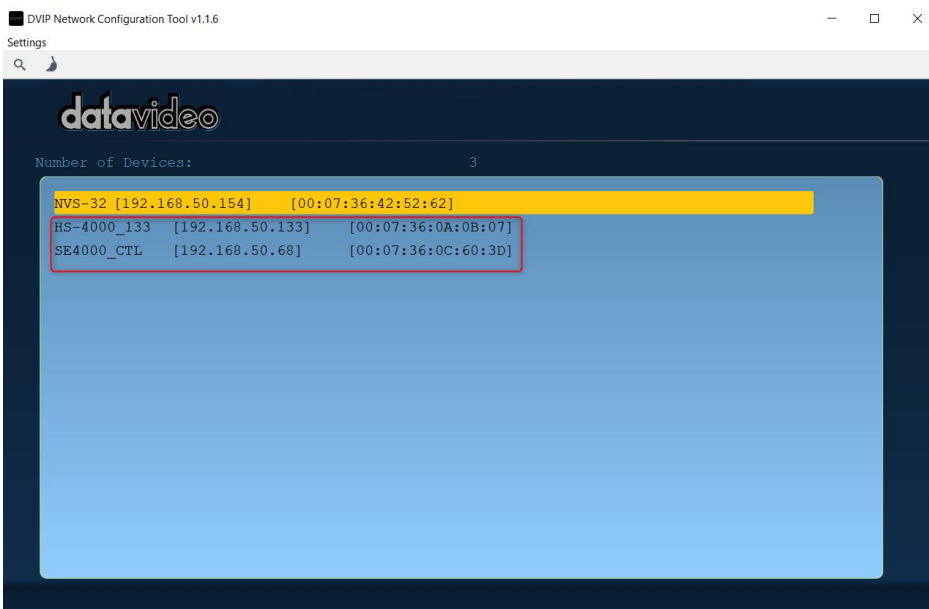 DVIP Network Configuration Tool v1.1.6
Settings
datavideo
Number of Devices: 3
NVS-32 [192.168.50.154] [00:07:36:42:52:62]
HS-4000_133 [192.168.50.133] [00:07:36:0A:0B:07]
SE4000_CTL [192.168.50.68] [00:07:36:0C:60:3D]